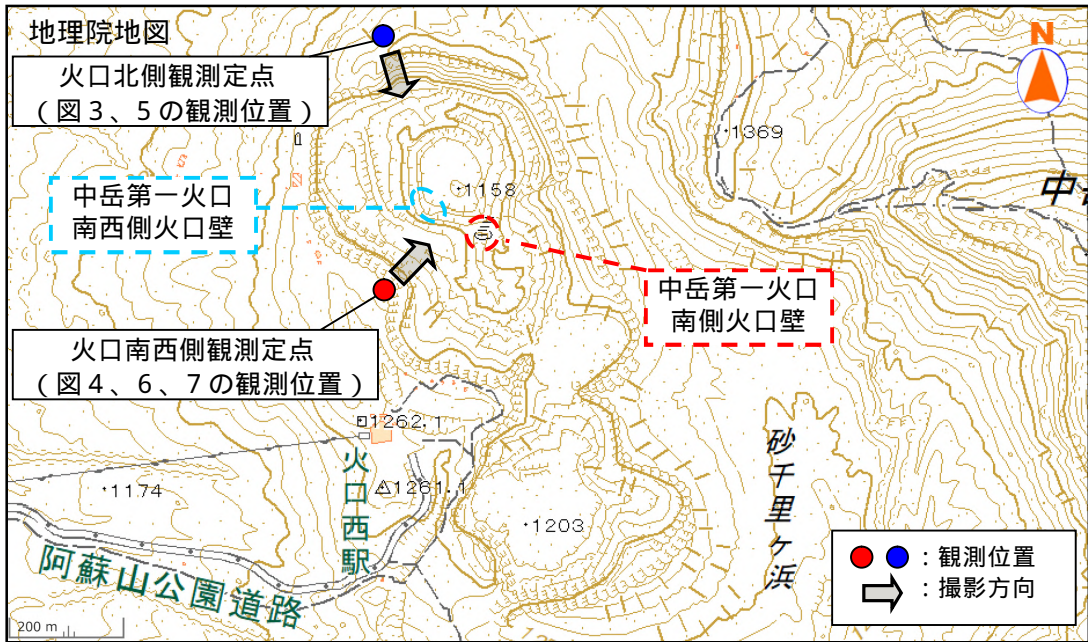 地理院地図
火口北側観測定点
(図3、5の観測位置)
N
1369
中岳第一火口
南西側火口壁
1158
中岳第一火口
南側火口壁
火口南西側観測定点
(図4、6、7の観測位置)
1262.1
火口西駅
1174
1261.1
1203
砂千里ヶ浜
阿蘇山公園道路
:観測位置
:撮影方向
200 m
中